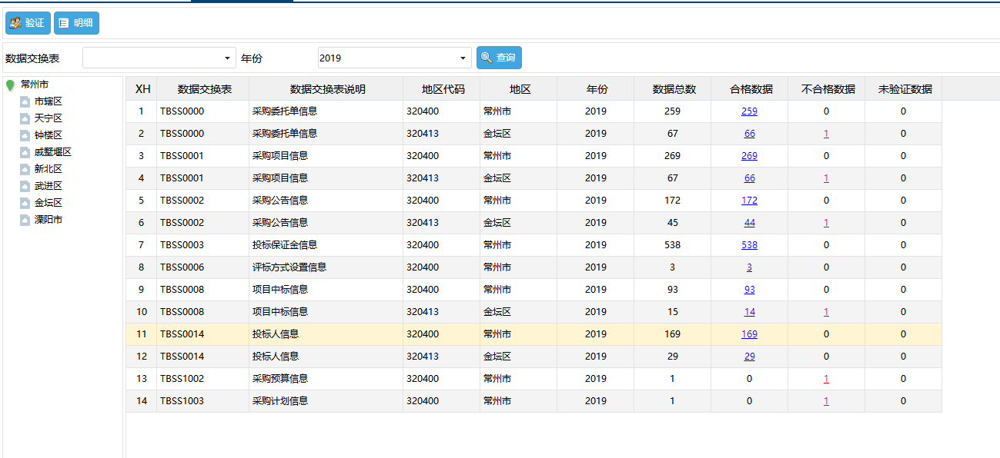 验证 明细
数据交换表 年份 2019 查询
常州市
市辖区
天宁区
钟楼区
戚墅堰区
新北区
武进区
金坛区
溧阳市
XH 数据交换表 数据交换表说明 地区代码 地区 年份 数据总数 合格数据 不合格数据 未验证数据
1 TBSS0000 采购委托单信息 320400 常州市 2019 259 259 0 0
2 TBSS0000 采购委托单信息 320413 金坛区 2019 67 66 1 0
3 TBSS0001 采购项目信息 320400 常州市 2019 269 269 0 0
4 TBSS0001 采购项目信息 320413 金坛区 2019 67 66 1 0
5 TBSS0002 采购公告信息 320400 常州市 2019 172 172 0 0
6 TBSS0002 采购公告信息 320413 金坛区 2019 45 44 1 0
7 TBSS0003 投标保证金信息 320400 常州市 2019 538 538 0 0
8 TBSS0006 评标方式设置信息 320400 常州市 2019 3 3 0 0
9 TBSS0008 项目中标信息 320400 常州市 2019 93 93 0 0
10 TBSS0008 项目中标信息 320413 金坛区 2019 15 14 1 0
11 TBSS0014 投标人信息 320400 常州市 2019 169 169 0 0
12 TBSS0014 投标人信息 320413 金坛区 2019 29 29 0 0
13 TBSS1002 采购预算信息 320400 常州市 2019 1 0 1 0
14 TBSS1003 采购计划信息 320400 常州市 2019 1 0 1 0